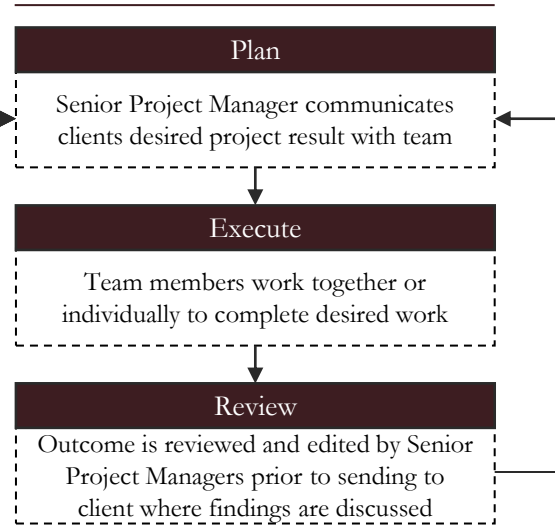 Plan
Senior Project Manager communicates
clients desired project result with team
Execute
Team members work together or
individually to complete desired work
Review
Outcome is reviewed and edited by Senior
Project Managers prior to sending to
client where findings are discussed